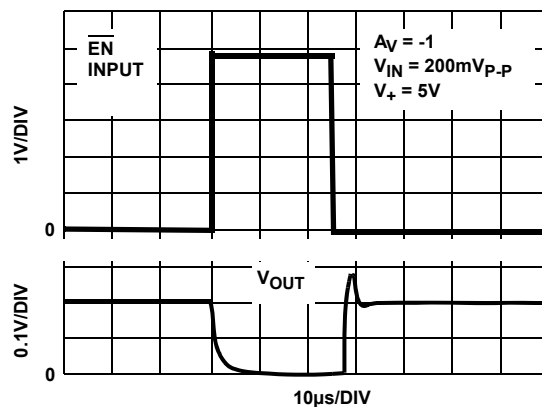 EN
INPUT
A_V = -1
V_IN = 200mV_P-P
V_+ = 5V
1V/DIV
0
V_OUT
0.1V/DIV
0
10µs/DIV